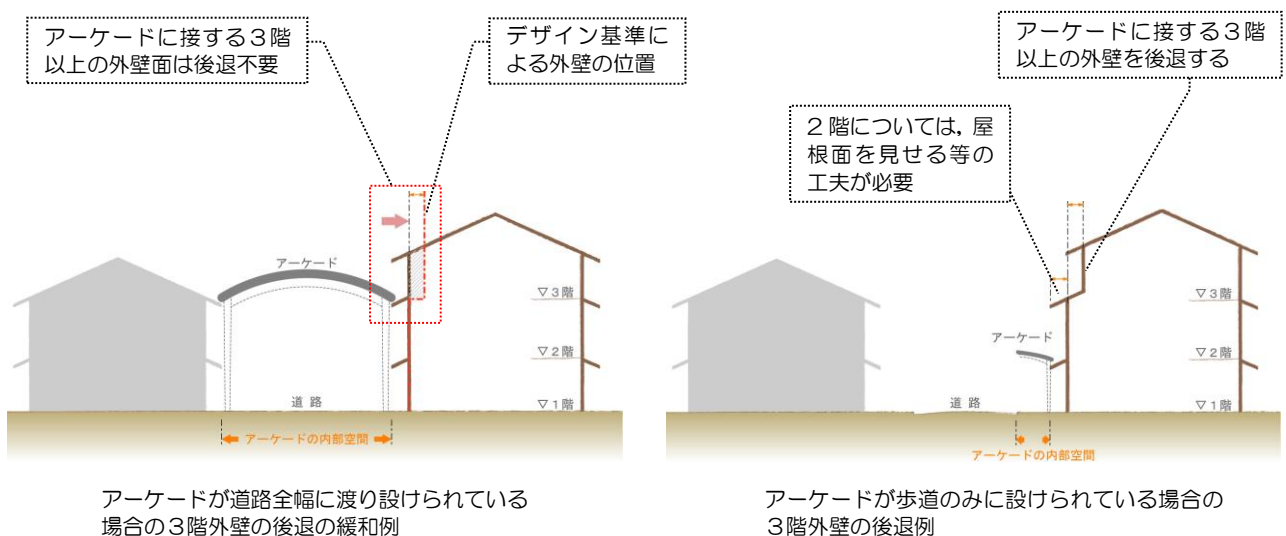 アーケードに接する３階
以上の外壁面は後退不要
デザイン基準に
よる外壁の位置
アーケード
▽３階
▽２階
▽１階
道 路
アーケードの内部空間
アーケードが道路全幅に渡り設けられている
場合の３階外壁の後退の緩和例
アーケードに接する３階
以上の外壁を後退する
２階については，屋
根面を見せる等の
工夫が必要
▽３階
アーケード
▽２階
道 路
▽１階
アーケードの内部空間
アーケードが歩道のみに設けられている場合の
３階外壁の後退例